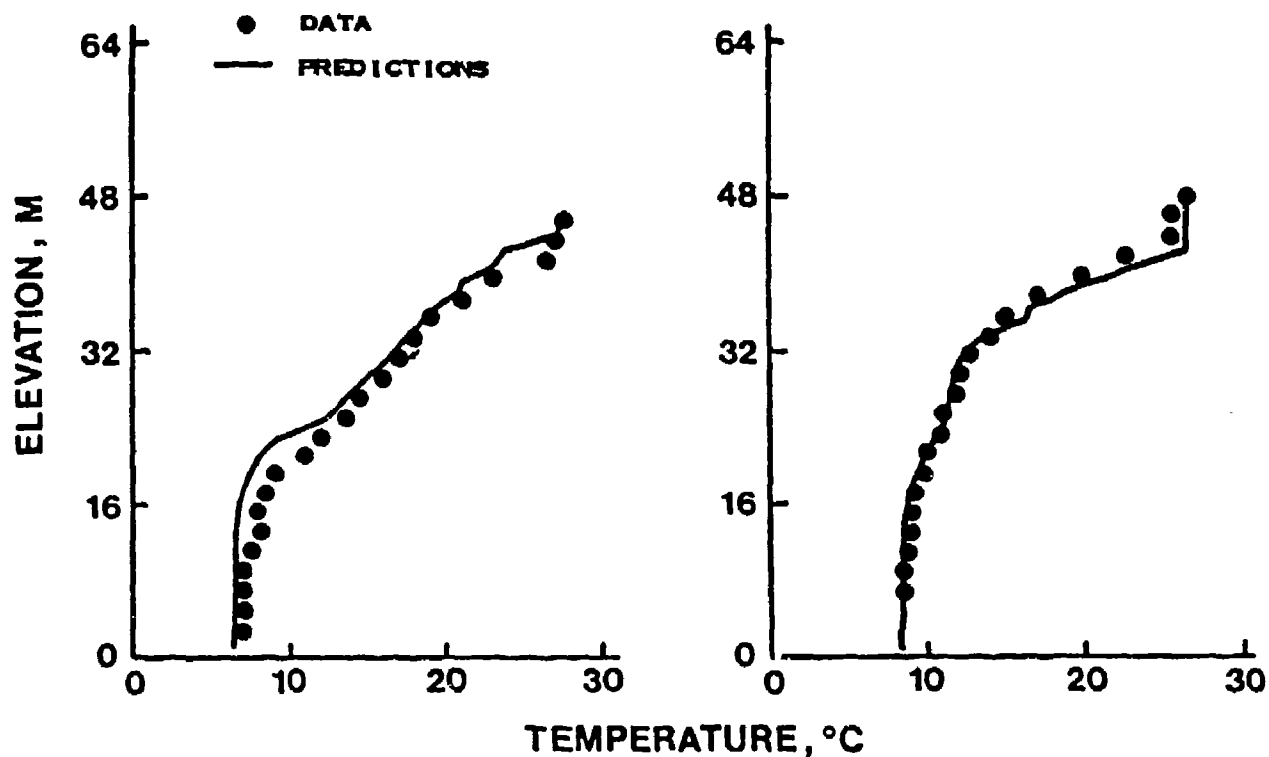 DATA
PREDICTIONS
ELEVATION, M
64
48
32
16
0
0 10 20 30
64
48
32
16
0
0 10 20 30
TEMPERATURE, °C